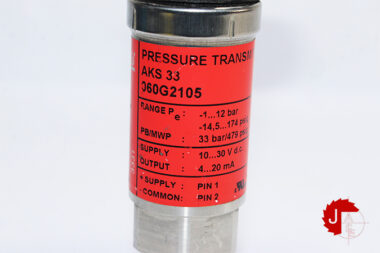 PRESSURE TRANSM
AKS 33
060G2105
RANGE Pe : -1...12 bar
-14,5...174 psig
PB/MWP : 33 bar/479 psi
SUPPLY : 10...30 V d.c.
OUTPUT : 4...20 mA
+ SUPPLY : PIN 1
- COMMON: PIN 2
J